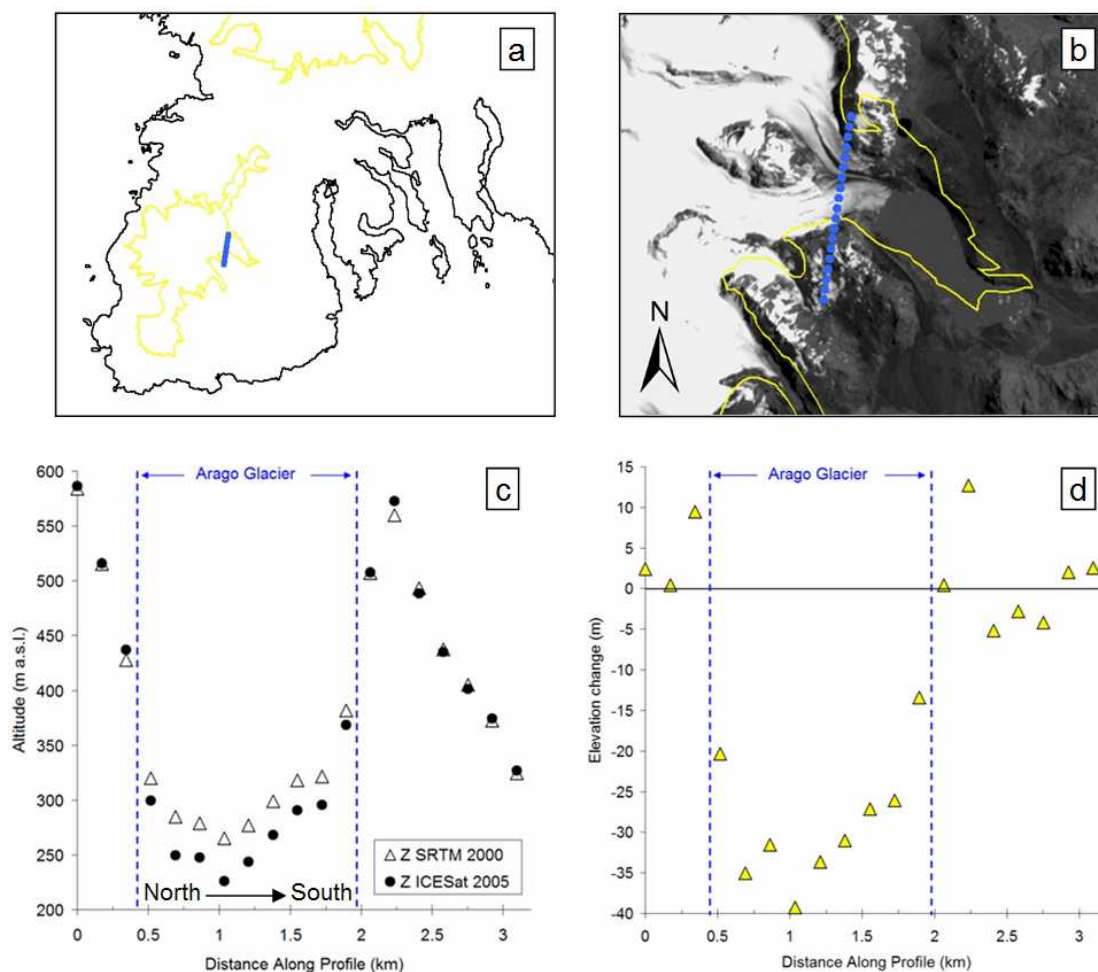 a
b
N
600
550
500
450
400
350
300
250
200
Altitude (m a.s.l.)
Arago Glacier
c
North South
Z SRTM 2000
Z ICESat 2005
0 0.5 1 1.5 2 2.5 3
Distance Along Profile (km)
15
10
5
0
-5
-10
-15
-20
-25
-30
-35
-40
Elevation change (m)
Arago Glacier
d
0 0.5 1 1.5 2 2.5 3
Distance Along Profile (km)